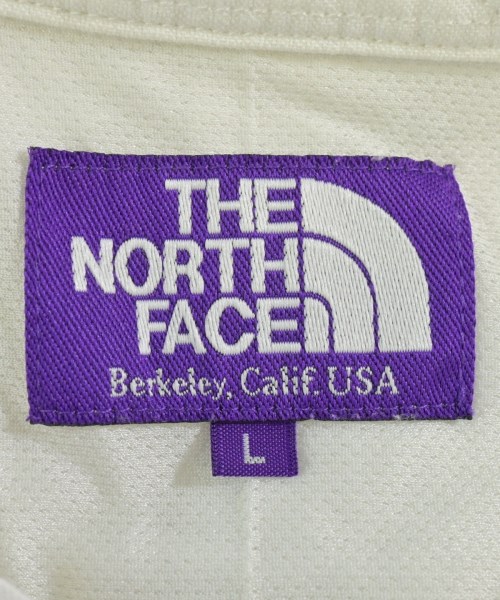 THE
NORTH
FACE
Berkeley, Calif. USA
L